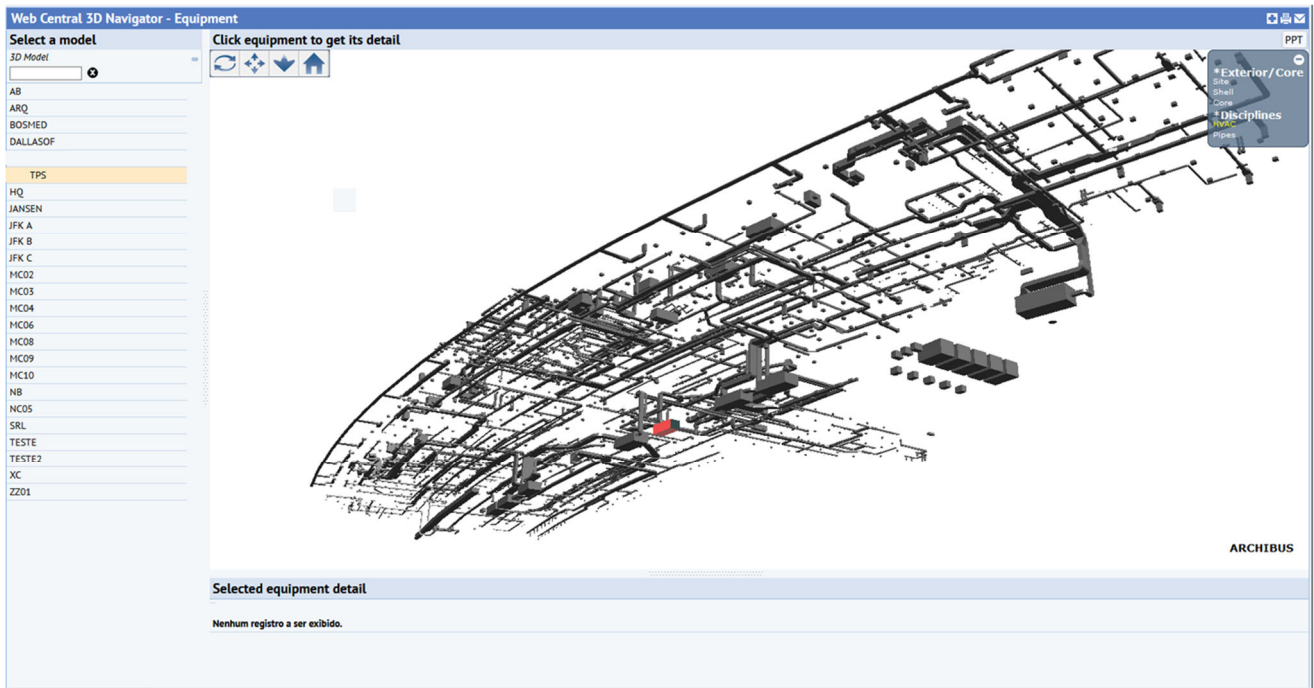 Web Central 3D Navigator - Equipment
Select a model
3D Model
AB
ARQ
BOSMED
DALLASOF
TPS
HQ
JANSEN
JFK A
JFK B
JFK C
MC02
MC03
MC04
MC06
MC08
MC09
MC10
NB
NC05
SRL
TESTE
TESTE2
XC
ZZ01
Click equipment to get its detail
PPT
*Exterior/Core
Site
Shell
Core
*Disciplines
HVAC
Pipes
ARCHIBUS
Selected equipment detail
Nenhum registro a ser exibido.